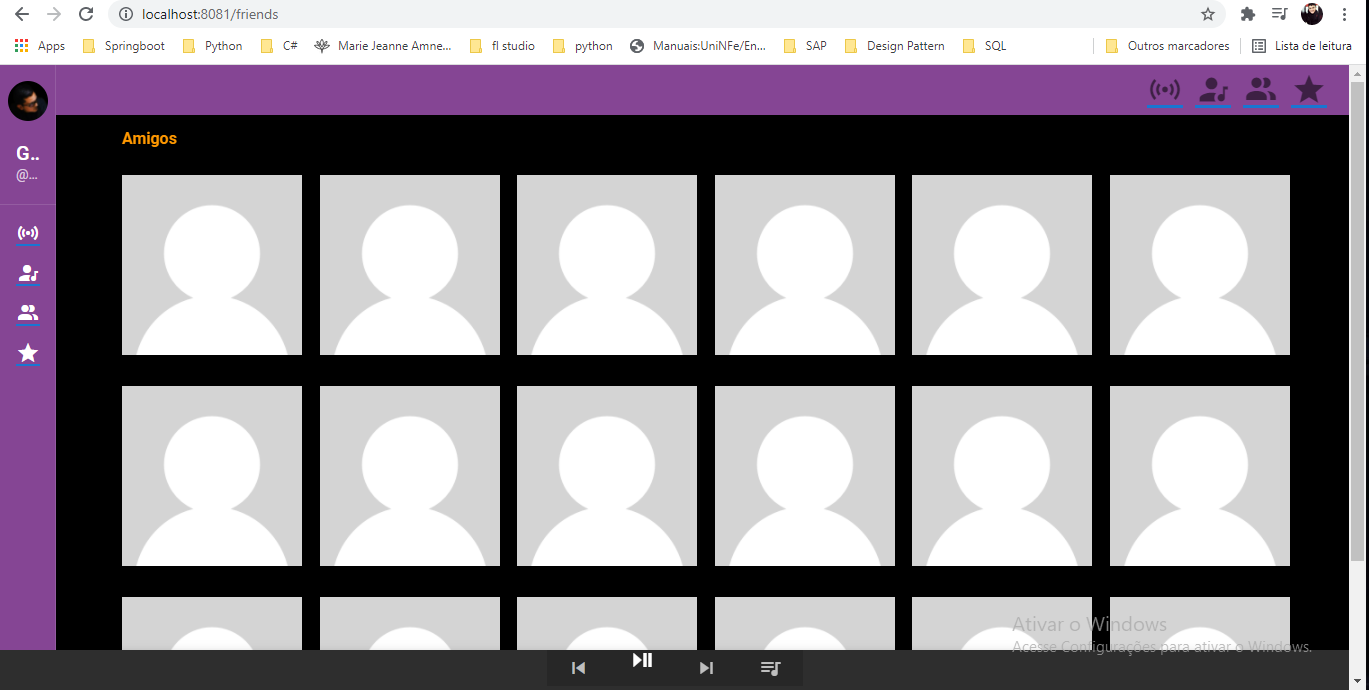 localhost:8081/friends
Apps Springboot Python C# Marie Jeanne Amne... fl studio python Manuais:UniNFe/En... SAP Design Pattern SQL Outros marcadores Lista de leitura
G..
@...
Amigos
Ativar o Windows
Acesse Configurações para ativar o Windows.